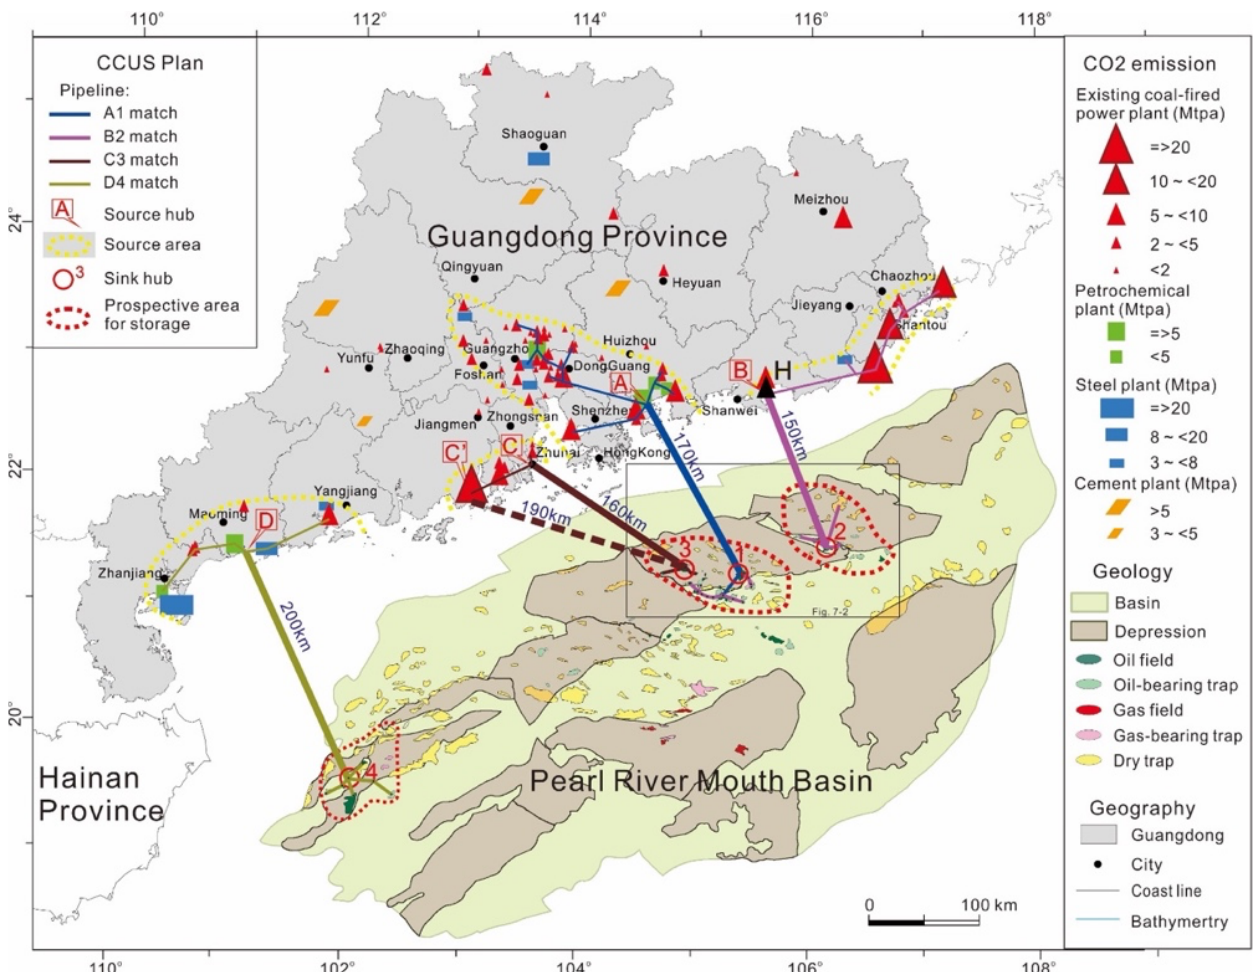 110°
112°
114°
116°
118°
CCUS Plan
Pipeline:
A1 match
B2 match
C3 match
D4 match
A
Source hub
Source area
3
Sink hub
Prospective area
for storage
CO2 emission
Existing coal-fired
power plant (Mtpa)
=>20
10 ~ <20
5 ~ <10
2 ~ <5
<2
Petrochemical
plant (Mtpa)
=>5
<5
Steel plant (Mtpa)
=>20
8 ~ <20
3 ~ <8
Cement plant (Mtpa)
>5
3 ~ <5
Geology
Basin
Depression
Oil field
Oil-bearing trap
Gas field
Gas-bearing trap
Dry trap
Geography
Guangdong
City
Coast line
Bathymertry
24°
22°
20°
Shaoguan
Meizhou
Guangdong Province
Qingyuan
Heyuan
Chaozhou
Jieyang
Shantou
Yunfu
Zhaoqing
Guangzho
Huizhou
Foshan
DongGuang
A
B
H
Jiangmen
Zhongshan
Shenzhe
Shanwei
C'
C
Zhuhai
HongKong
170km
150km
190km
160km
Yangjiang
Maoming
D
Zhanjiang
200km
3
1
2
Fig. 7-2
4
Hainan
Province
Pearl River Mouth Basin
0
100 km
110°
102°
104°
106°
108°